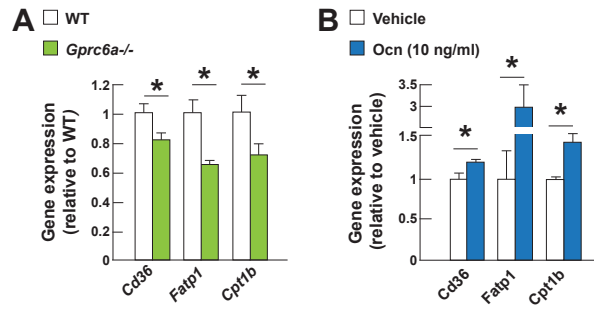 A
WT
Gprc6a-/-
Gene expression
(relative to WT)
1.2
1
0.8
0.6
0.4
0.2
0
*
*
*
Cd36
Fatp1
Cpt1b
B
Vehicle
Ocn (10 ng/ml)
Gene expression
(relative to vehicle)
3.5
3
1.5
1
0.5
0
*
*
*
Cd36
Fatp1
Cpt1b